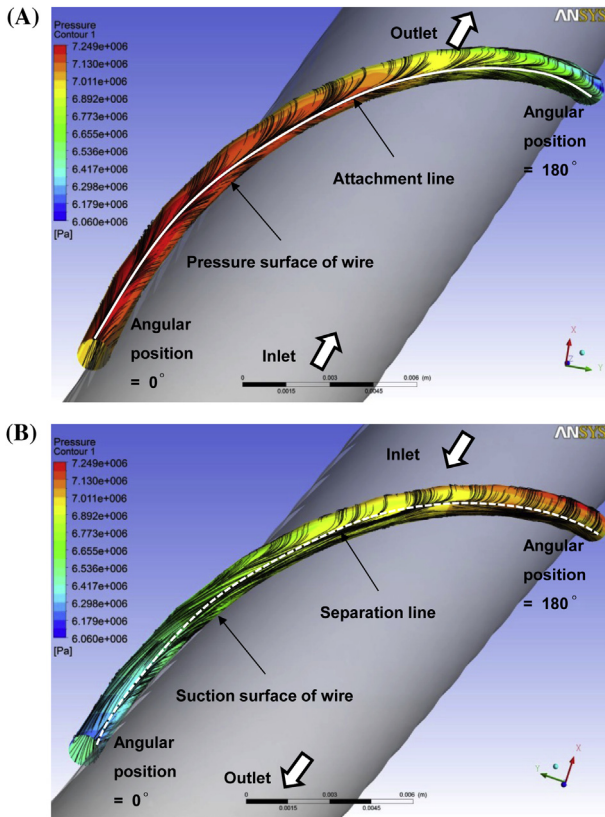 (A)
ANSYS
Pressure
Contour 1
7.249e+006
7.130e+006
7.011e+006
6.892e+006
6.773e+006
6.655e+006
6.536e+006
6.417e+006
6.298e+006
6.179e+006
6.060e+006
[Pa]
Outlet
Angular
position
= 180°
Attachment line
Pressure surface of wire
Angular
position
= 0°
Inlet
0 0.003 0.006 (m)
0.0015 0.0045
X
Y
Z
(B)
ANSYS
Pressure
Contour 1
7.249e+006
7.130e+006
7.011e+006
6.892e+006
6.773e+006
6.655e+006
6.536e+006
6.417e+006
6.298e+006
6.179e+006
6.060e+006
[Pa]
Inlet
Angular
position
= 180°
Separation line
Suction surface of wire
Angular
position
= 0°
Outlet
0 0.003 0.006 (m)
0.0015 0.0045
X
Y